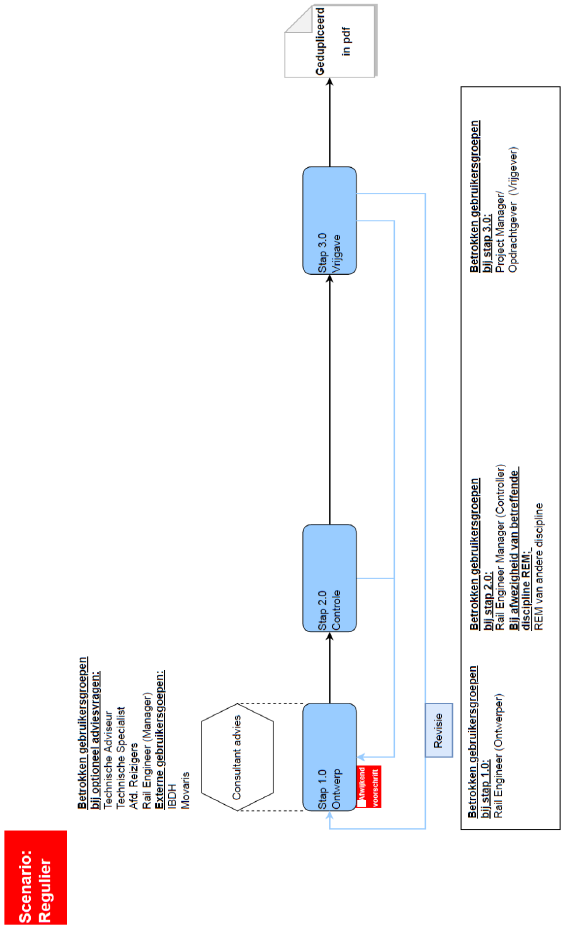 Scenario:
Regulier
Betrokken gebruikersgroepen
bij optioneel adviesvragen:
Technische Adviseur
Technische Specialist
Afd. Reizigers
Rail Engineer (Manager)
Externe gebruikersgoepen:
IBDH
Movaris
Consultant advies
Stap 1.0
Ontwerp
Afwijkend
voorschrift
Stap 2.0
Controle
Stap 3.0
Vrijgave
Gedupliceerd
in pdf
Revisie
Betrokken gebruikersgroepen
bij stap 1.0:
Rail Engineer (Ontwerper)
Betrokken gebruikersgroepen
bij stap 2.0:
Rail Engineer Manager (Controller)
Bij afwezigheid van betreffende
discipline REM:
REM van andere discipline
Betrokken gebruikersgroepen
bij stap 3.0:
Project Manager/
Opdrachtgever (Vrijgever)